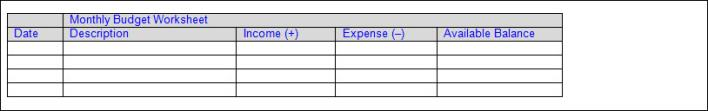 Monthly Budget Worksheet
Date Description Income (+) Expense (–) Available Balance